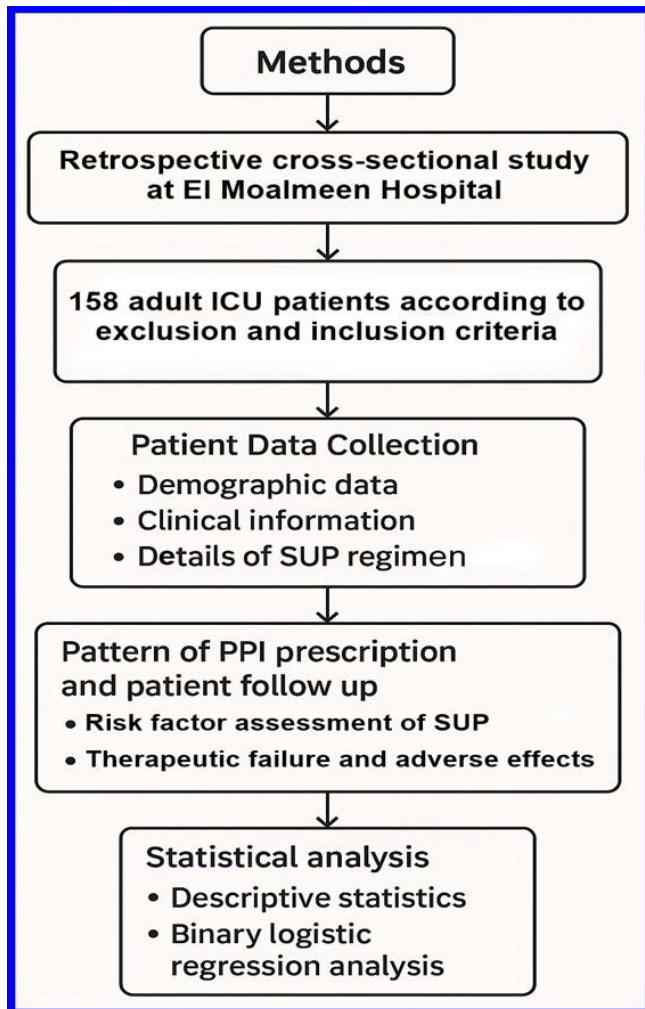 Methods
Retrospective cross-sectional study
at El Moalmeen Hospital
158 adult ICU patients according to
exclusion and inclusion criteria
Patient Data Collection
• Demographic data
• Clinical information
• Details of SUP regimen
Pattern of PPI prescription
and patient follow up
• Risk factor assessment of SUP
• Therapeutic failure and adverse effects
Statistical analysis
• Descriptive statistics
• Binary logistic
regression analysis